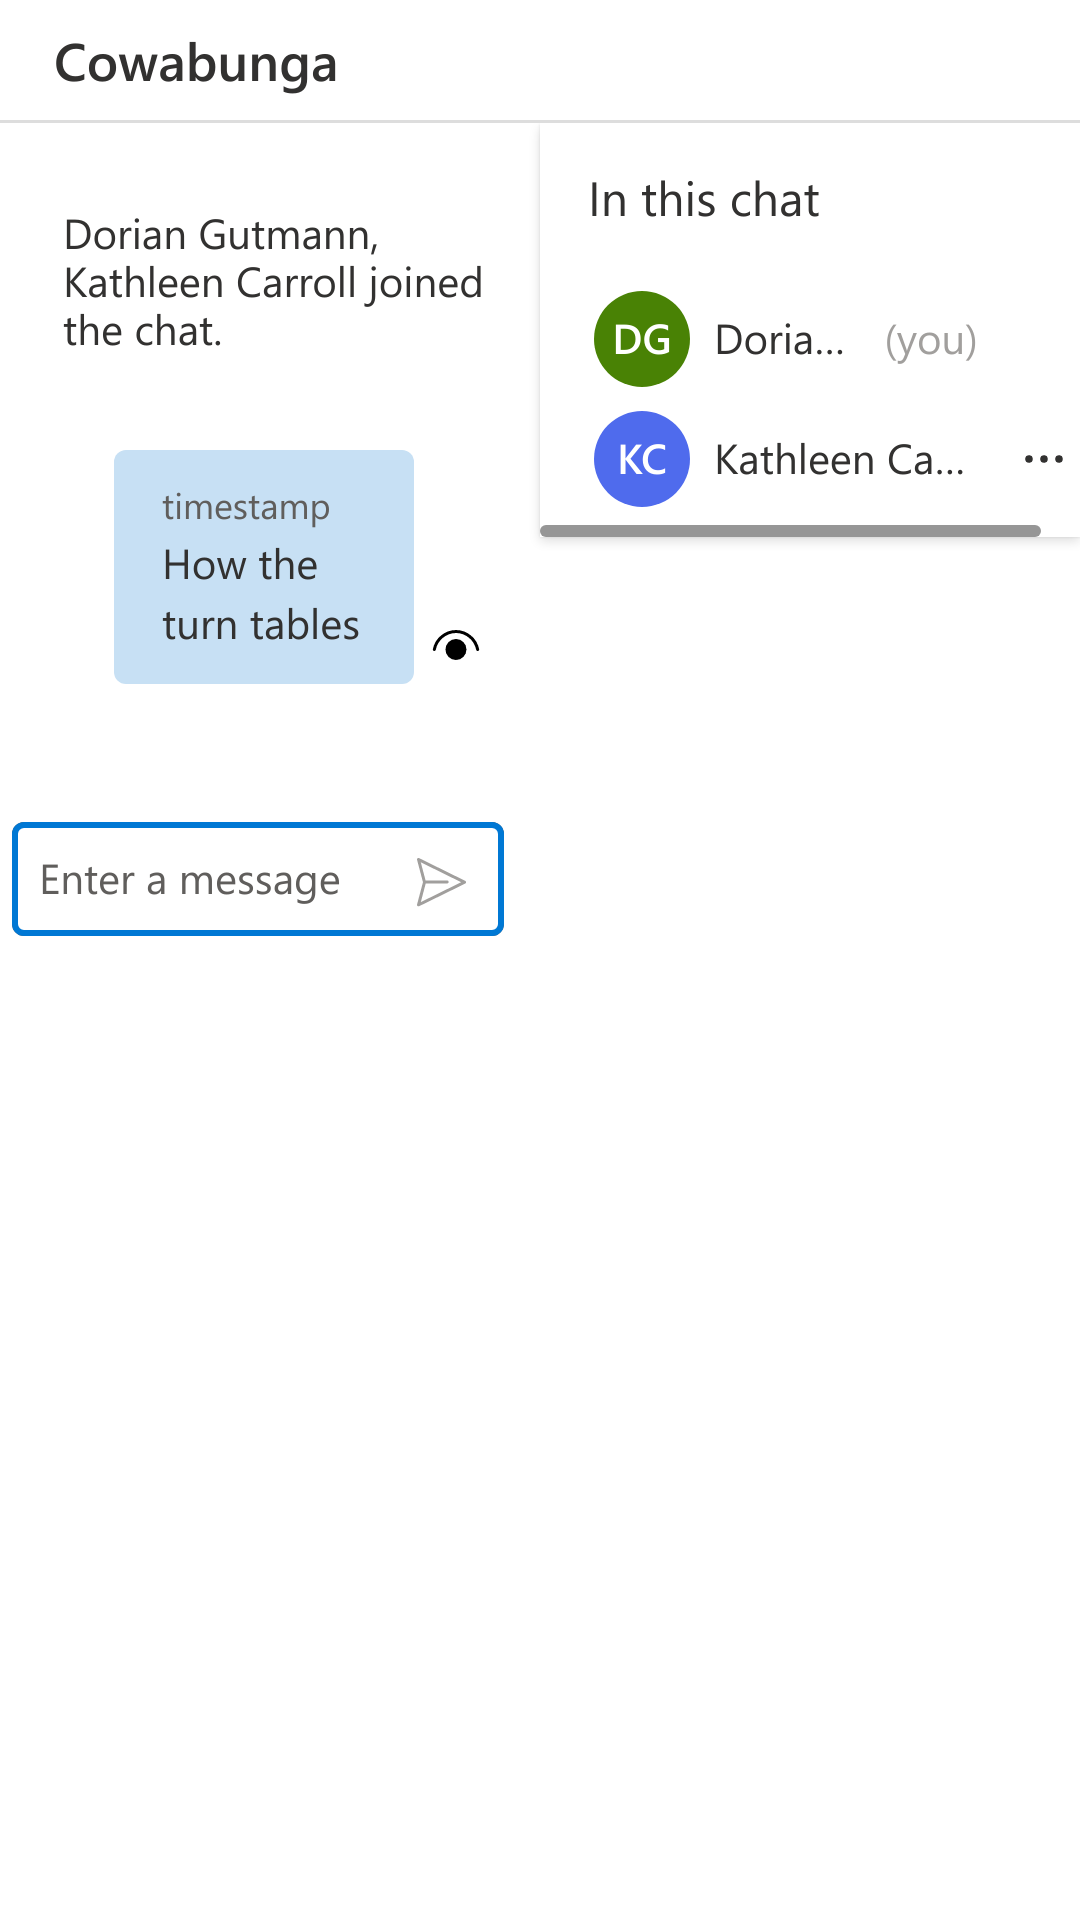 Cowabunga
Dorian Gutmann,
Kathleen Carroll joined
the chat.
timestamp
How the
turn tables
Enter a message
In this chat
DG Doria... (you)
KC Kathleen Ca...